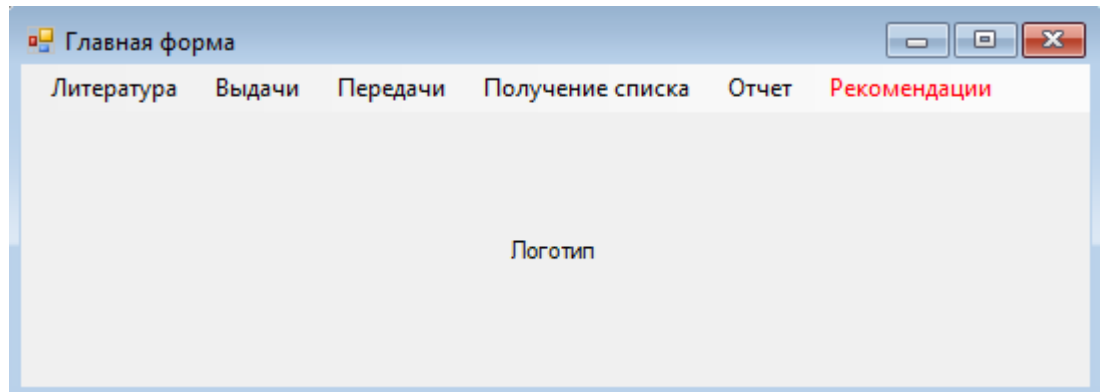 Главная форма
Литература Выдачи Передачи Получение списка Отчет Рекомендации
Логотип